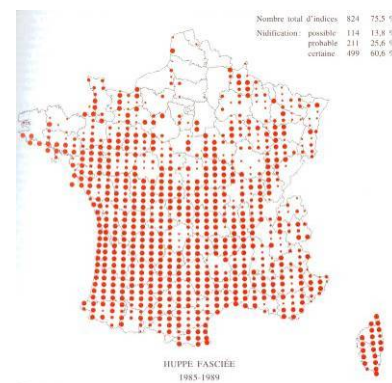 Nombre total d'indices 824 75,5 %
Nidification: possible 114 13,8 %
probable 211 25,6 %
certaine 499 60,6 %
HUPPE FASCIÉE
1985-1989